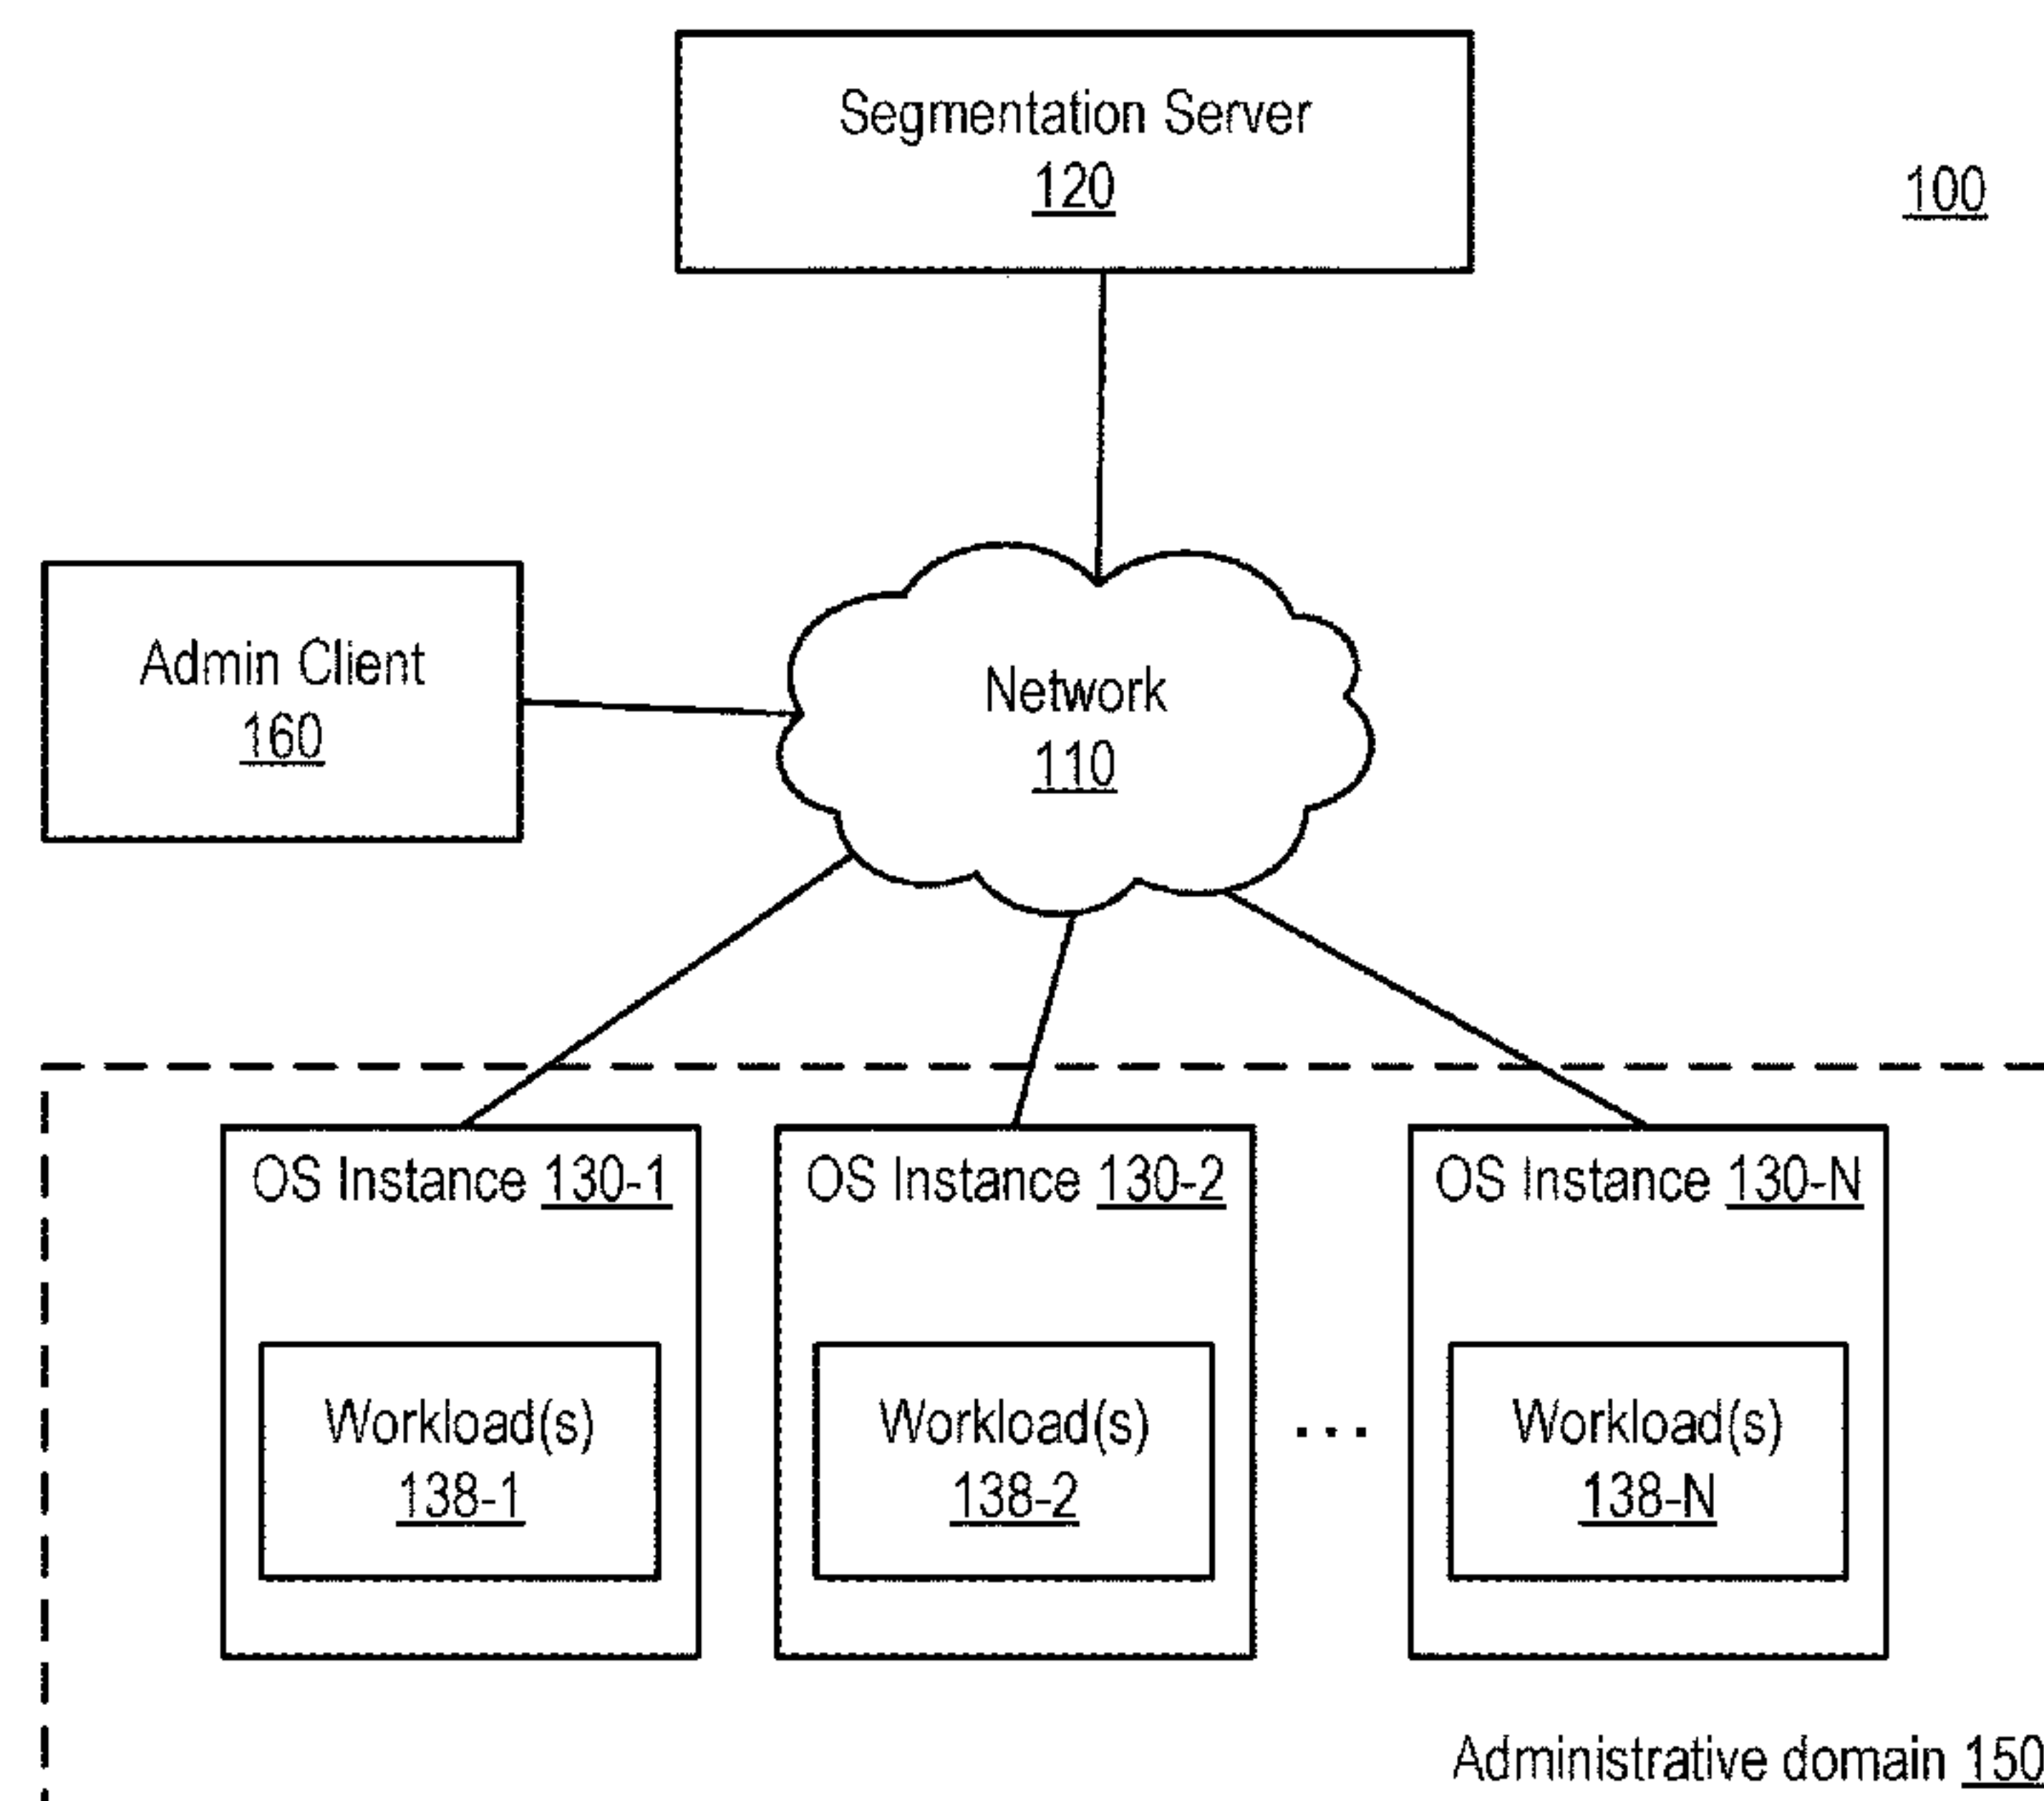 Segmentation Server
120
100
Admin Client
160
Network
110
OS Instance 130-1
OS Instance 130-2
OS Instance 130-N
Workload(s)
138-1
Workload(s)
138-2
...
Workload(s)
138-N
Administrative domain 150